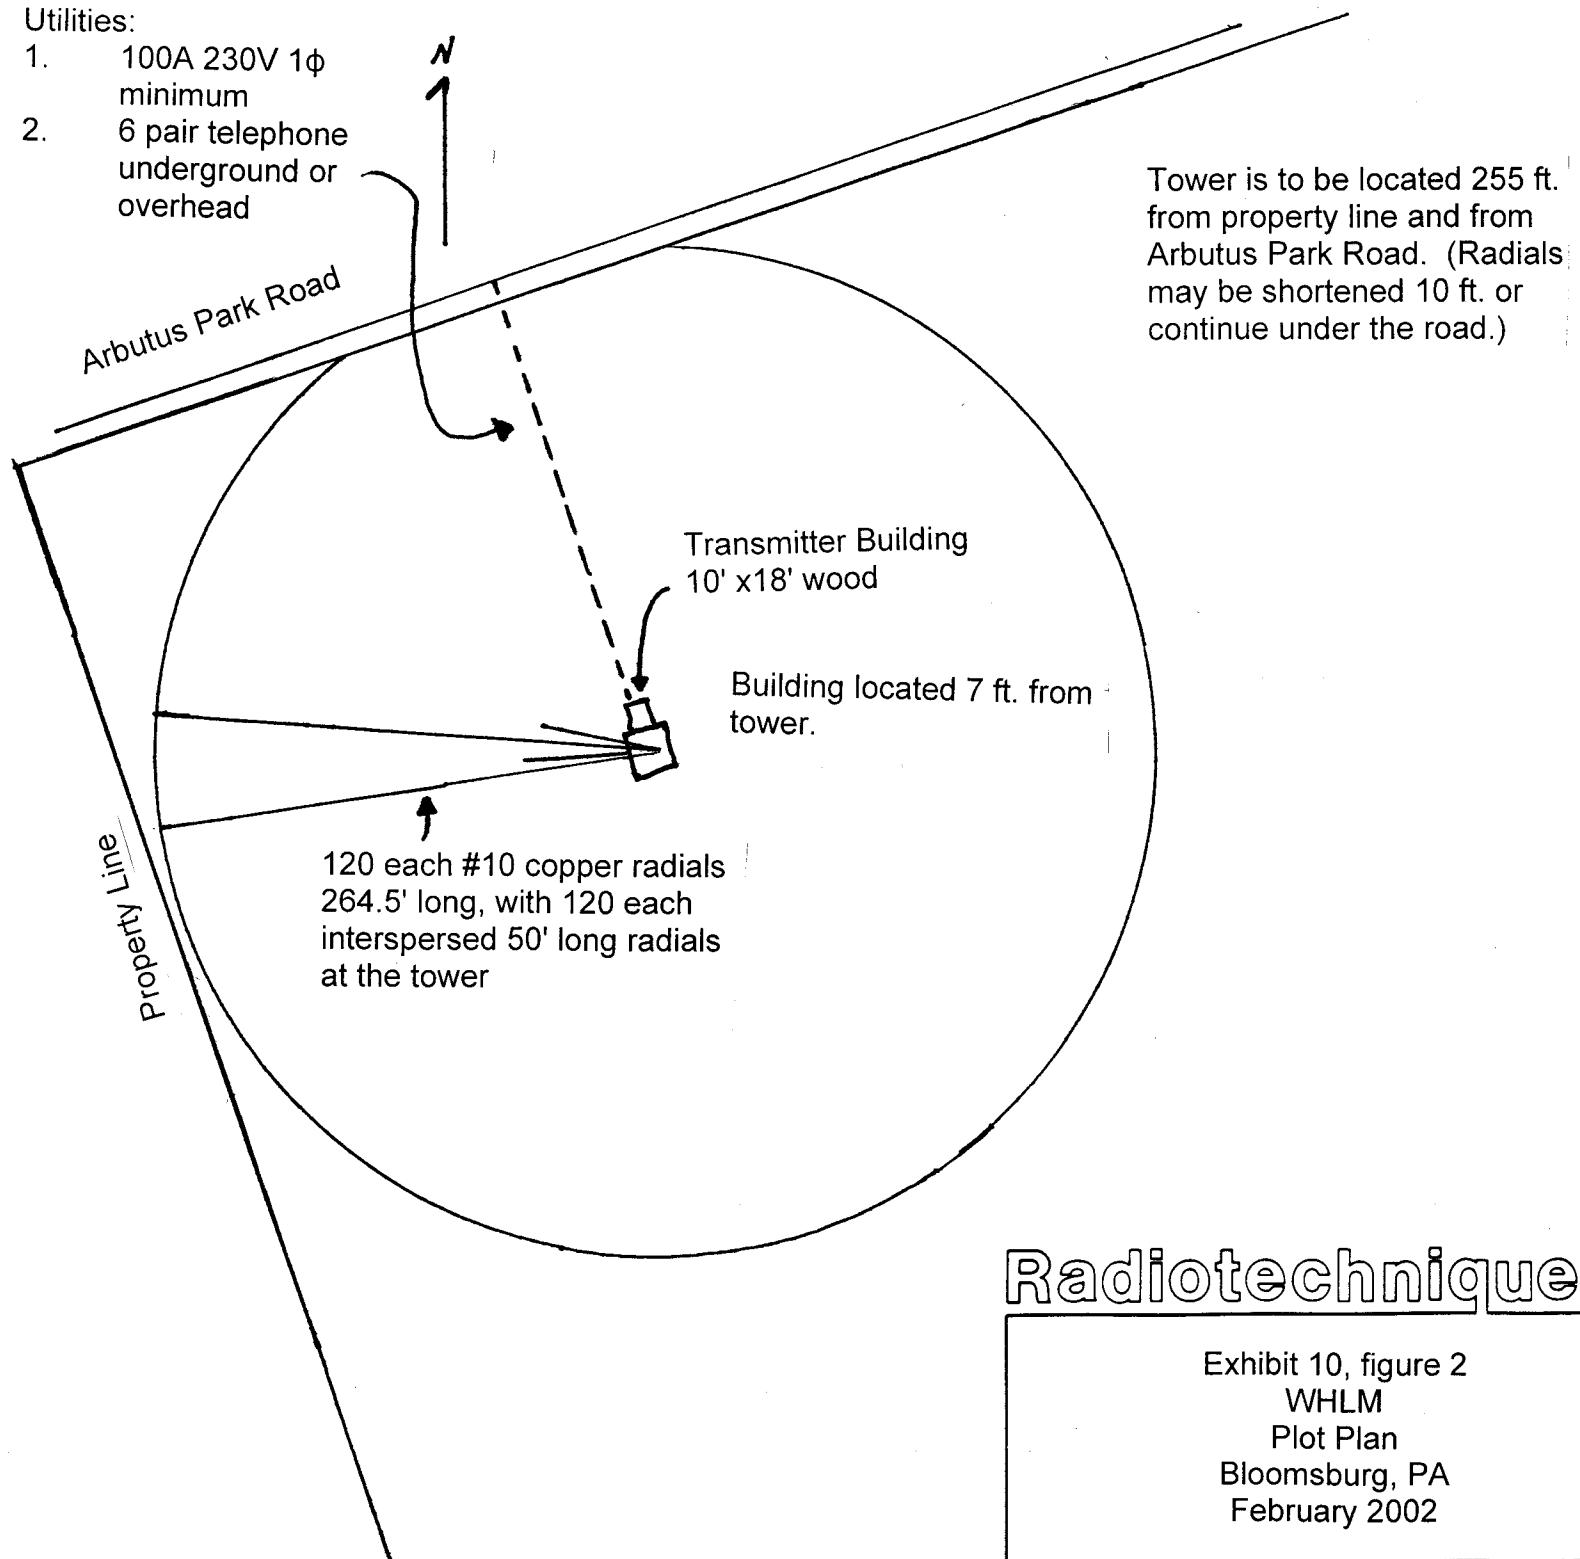 Utilities:
1. 100A 230V 1ϕ
minimum
2. 6 pair telephone
underground or
overhead
N
Tower is to be located 255 ft.
from property line and from
Arbutus Park Road. (Radials
may be shortened 10 ft. or
continue under the road.)
Arbutus Park Road
Transmitter Building
10' x18' wood
Building located 7 ft. from
tower.
Property Line
120 each #10 copper radials
264.5' long, with 120 each
interspersed 50' long radials
at the tower
Radiotechnique
Exhibit 10, figure 2
WHLM
Plot Plan
Bloomsburg, PA
February 2002